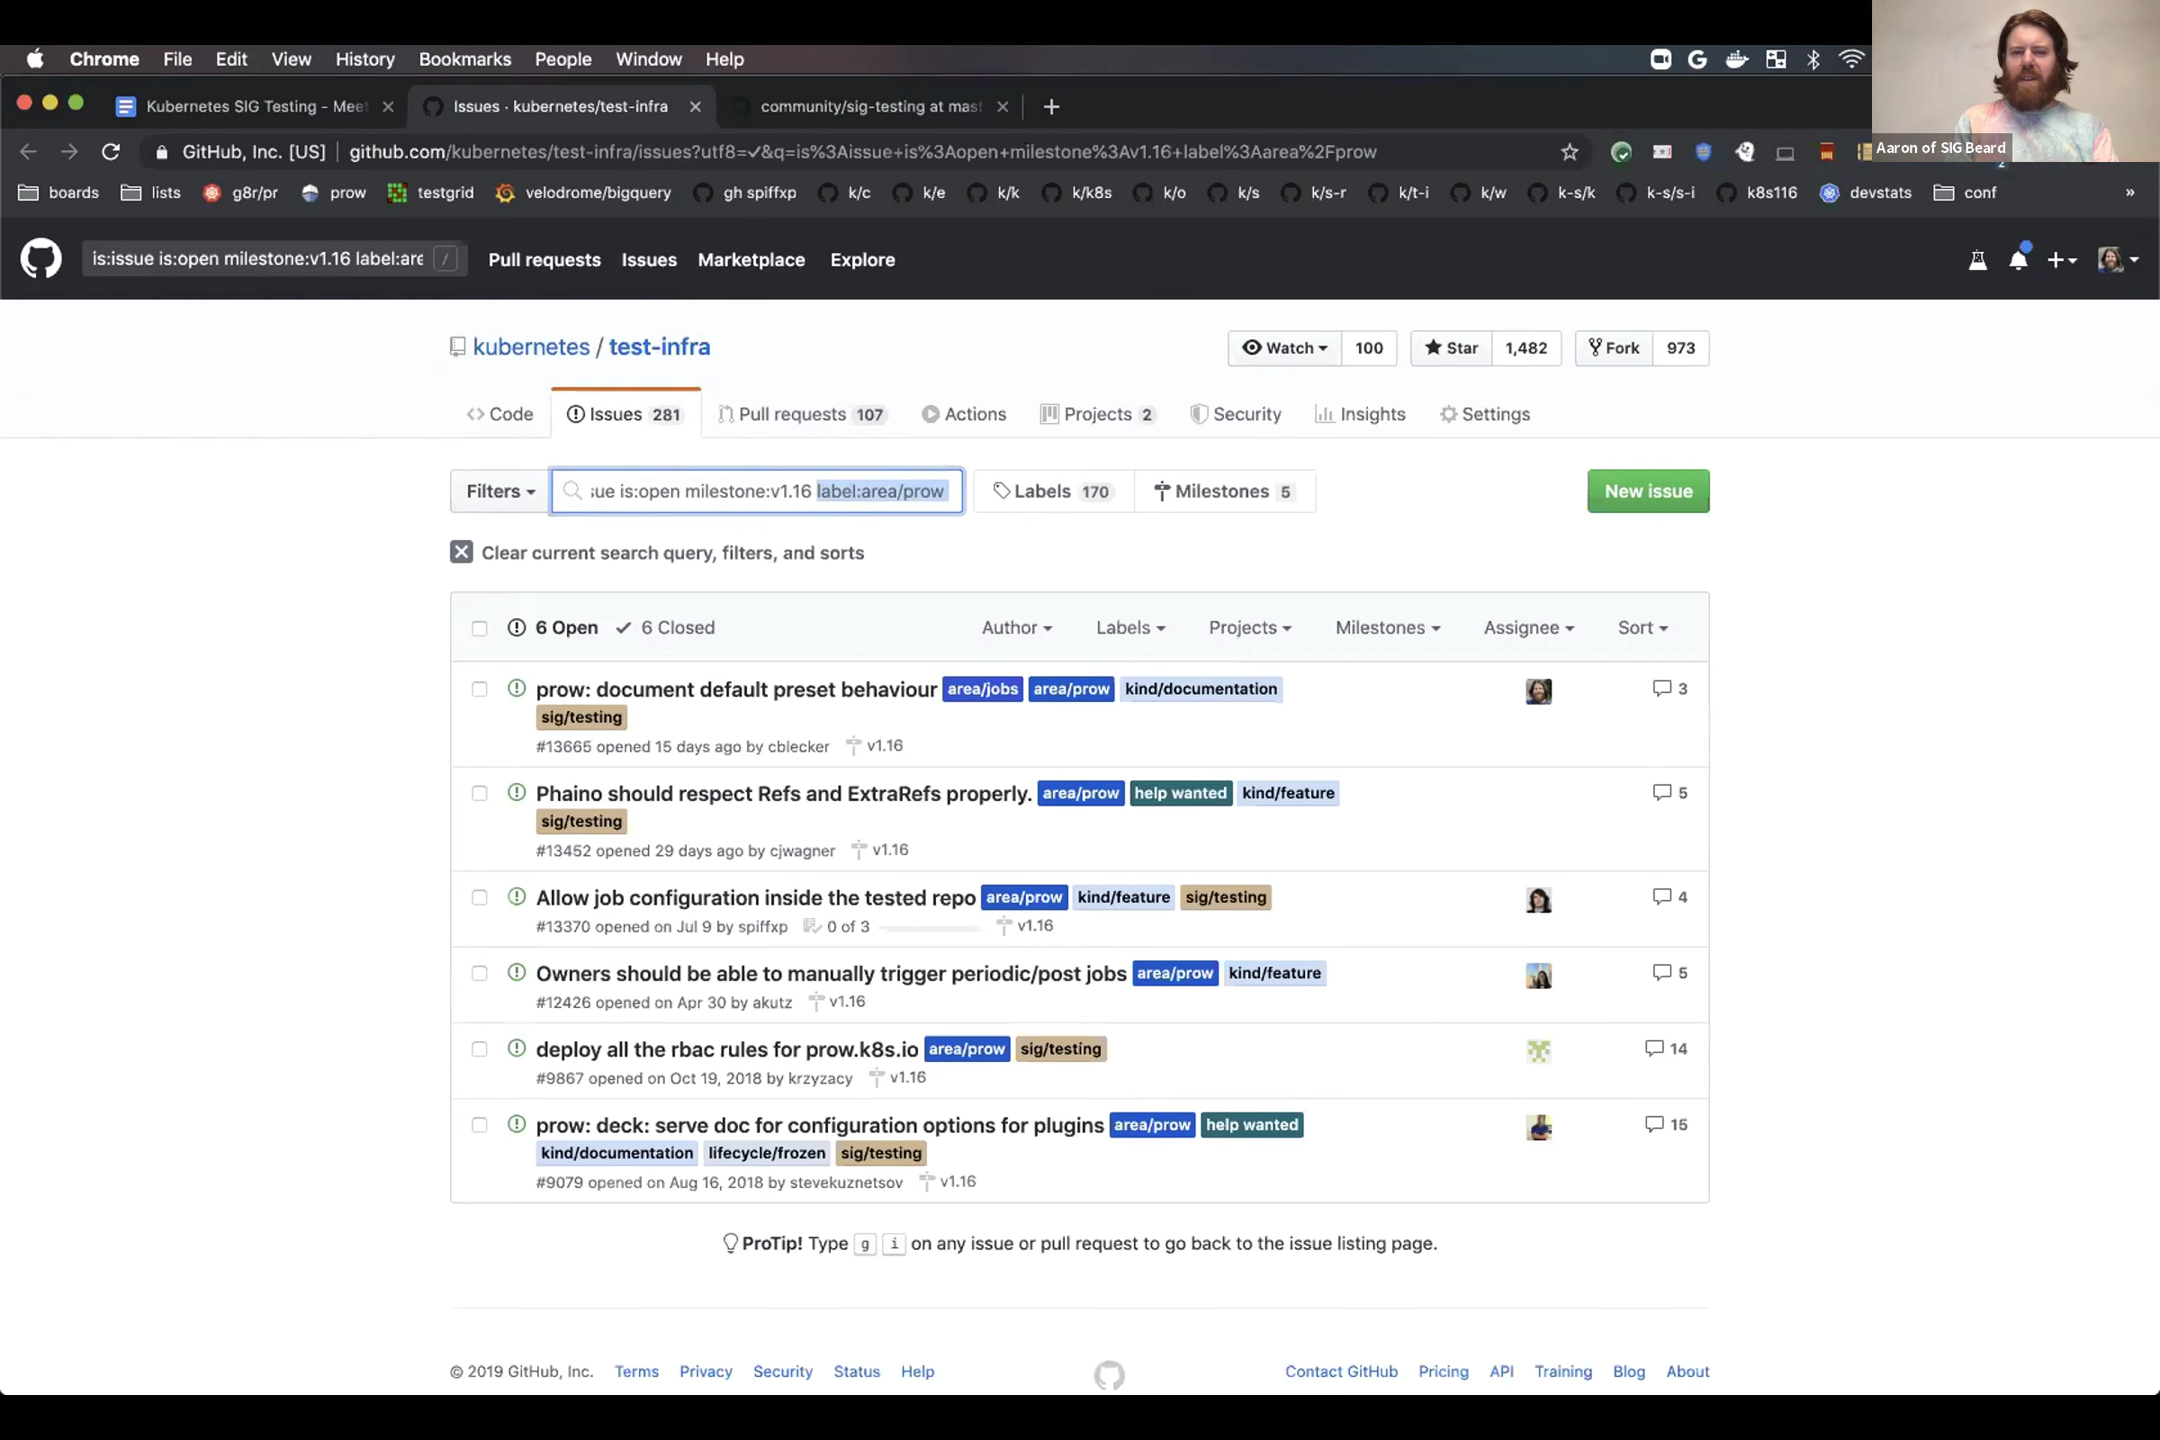 Chrome File Edit View History Bookmarks People Window Help
Kubernetes SIG Testing - Meet
Issues · kubernetes/test-infra
community/sig-testing at mast
GitHub, Inc. [US] | github.com/kubernetes/test-infra/issues?utf8=✓&q=is%3Aissue+is%3Aopen+milestone%3Av1.16+label%3Aarea%2Fprow
Aaron of SIG Beard
2
boards lists g8r/pr prow testgrid velodrome/bigquery gh spiffxp k/c k/e k/k k/k8s k/o k/s k/s-r k/t-i k/w k-s/k k-s/s-i k8s116 devstats conf »
is:issue is:open milestone:v1.16 label:are / Pull requests Issues Marketplace Explore
kubernetes / test-infra
Watch 100 Star 1,482 Fork 973
Code Issues 281 Pull requests 107 Actions Projects 2 Security Insights Settings
Filters sue is:open milestone:v1.16 label:area/prow Labels 170 Milestones 5 New issue
Clear current search query, filters, and sorts
6 Open 6 Closed Author Labels Projects Milestones Assignee Sort
prow: document default preset behaviour area/jobs area/prow kind/documentation 3
sig/testing
#13665 opened 15 days ago by cblecker v1.16
Phaino should respect Refs and ExtraRefs properly. area/prow help wanted kind/feature 5
sig/testing
#13452 opened 29 days ago by cjwagner v1.16
Allow job configuration inside the tested repo area/prow kind/feature sig/testing 4
#13370 opened on Jul 9 by spiffxp 0 of 3 v1.16
Owners should be able to manually trigger periodic/post jobs area/prow kind/feature 5
#12426 opened on Apr 30 by akutz v1.16
deploy all the rbac rules for prow.k8s.io area/prow sig/testing 14
#9867 opened on Oct 19, 2018 by krzyzacy v1.16
prow: deck: serve doc for configuration options for plugins area/prow help wanted 15
kind/documentation lifecycle/frozen sig/testing
#9079 opened on Aug 16, 2018 by stevekuznetsov v1.16
ProTip! Type g i on any issue or pull request to go back to the issue listing page.
© 2019 GitHub, Inc. Terms Privacy Security Status Help Contact GitHub Pricing API Training Blog About